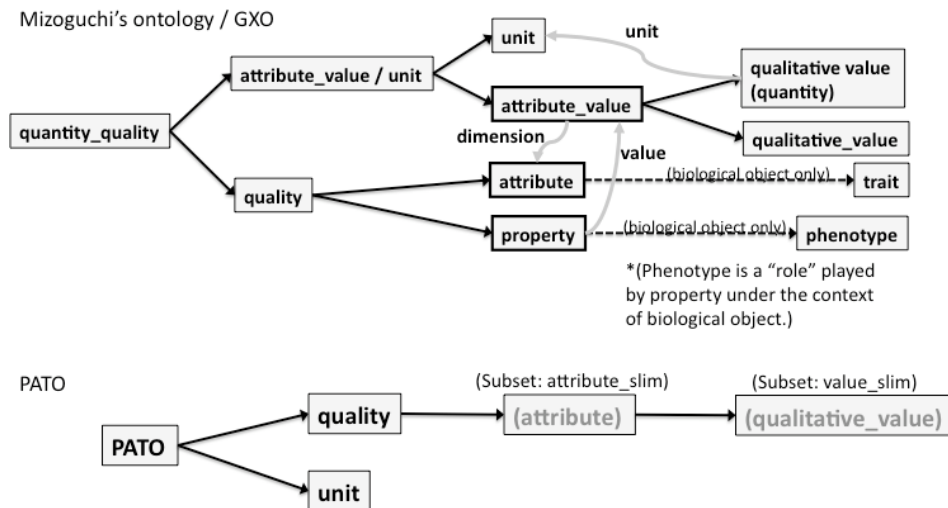 Mizoguchi's ontology / GXO
unit
unit
attribute_value / unit
qualitative value
(quantity)
attribute_value
quantity_quality
dimension
qualitative_value
value
quality
attribute
(biological object only)
trait
property
(biological object only)
phenotype
*(Phenotype is a “role” played
by property under the context
of biological object.)
PATO
(Subset: attribute_slim)
(Subset: value_slim)
quality
(attribute)
(qualitative_value)
PATO
unit